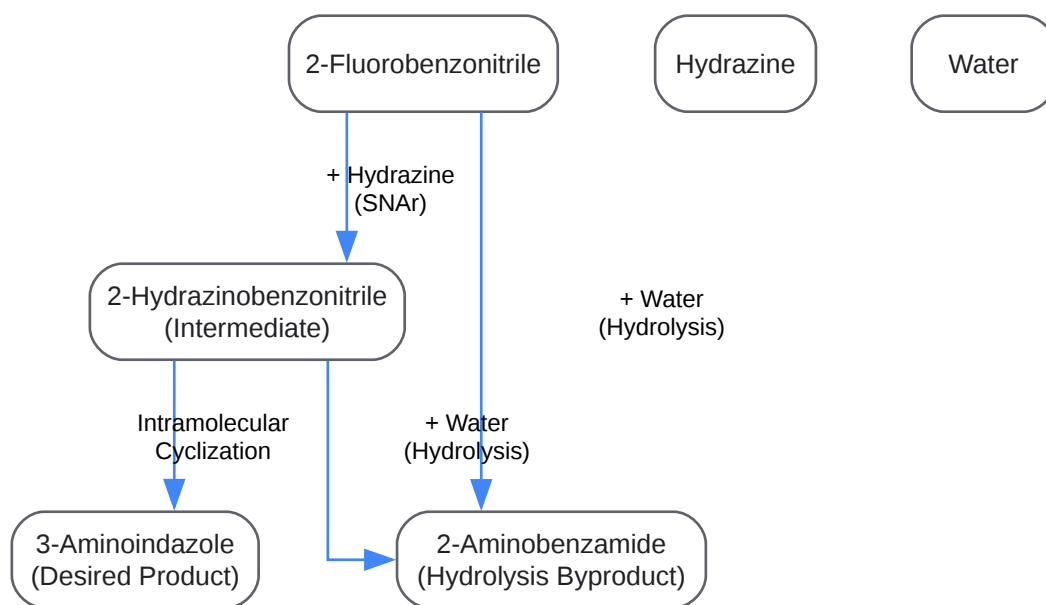 2-Fluorobenzonitrile
Hydrazine
Water
+ Hydrazine
(SNAr)
2-Hydrazinobenzonitrile
(Intermediate)
+ Water
(Hydrolysis)
Intramolecular
Cyclization
+ Water
(Hydrolysis)
3-Aminoindazole
(Desired Product)
2-Aminobenzamide
(Hydrolysis Byproduct)